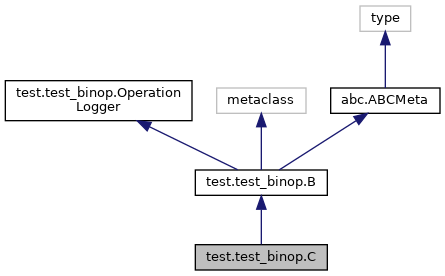 type
test.test_binop.Operation
Logger
metaclass
abc.ABCMeta
test.test_binop.B
test.test_binop.C